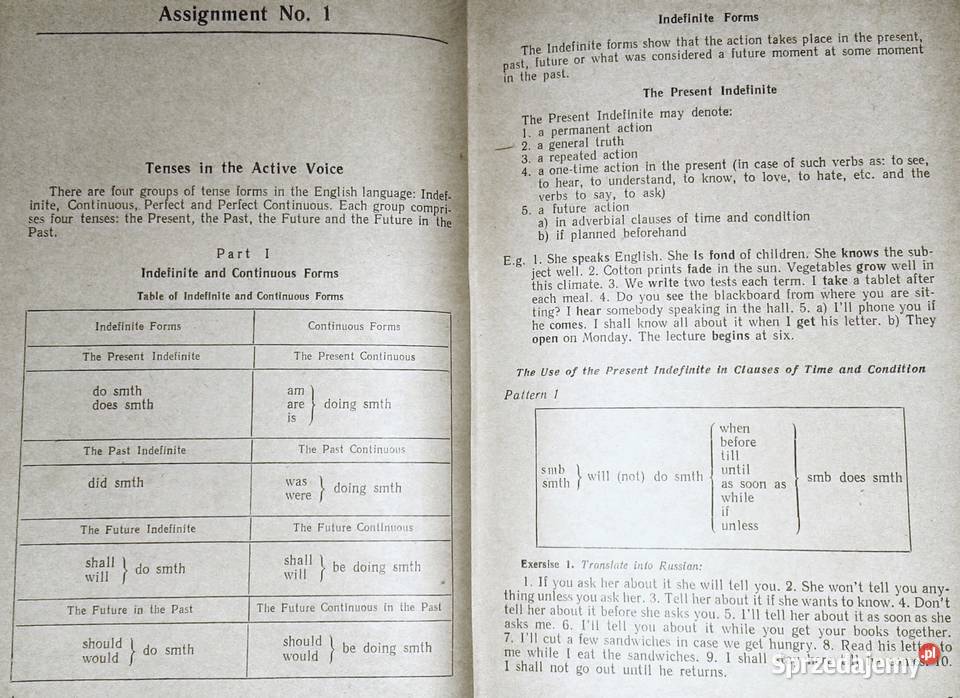 Assignment No. 1
Tenses in the Active Voice
There are four groups of tense forms in the English language: Indef-
inite, Continuous, Perfect and Perfect Continuous. Each group compri-
ses four tenses: the Present, the Past, the Future and the Future in the
Past.
Part I
Indefinite and Continuous Forms
Table of Indefinite and Continuous Forms
Indefinite Forms
Continuous Forms
The Present Indefinite
The Present Continuous
do smth
does smth
am
are
is
doing smth
The Past Indefinite
The Past Continuous
did smth
was
were
doing smth
The Future Indefinite
The Future Continuous
shall
will
do smth
shall
will
be doing smth
The Future in the Past
The Future Continuous in the Past
should
would
do smth
should
would
be doing smth
Indefinite Forms
The Indefinite forms show that the action takes place in the present,
past, future or what was considered a future moment at some moment
in the past.
The Present Indefinite
The Present Indefinite may denote:
1. a permanent action
2. a general truth
3. a repeated action
4. a one-time action in the present (in case of such verbs as: to see,
to hear, to understand, to know, to love, to hate, etc. and the
verbs to say, to ask)
5. a future action
a) in adverbial clauses of time and condition
b) if planned beforehand
E.g. 1. She speaks English. She is fond of children. She knows the sub-
ject well. 2. Cotton prints fade in the sun. Vegetables grow well in
this climate. 3. We write two tests each term. I take a tablet after
each meal. 4. Do you see the blackboard from where you are sit-
ting? I hear somebody speaking in the hall. 5. a) I'll phone you if
he comes. I shall know all about it when I get his letter. b) They
open on Monday. The lecture begins at six.
The Use of the Present Indefinite in Clauses of Time and Condition
Pattern 1
smb
smth
will (not) do smth
when
before
till
until
as soon as
while
if
unless
smb does smth
Exersise 1. Translate into Russian:
1. If you ask her about it she will tell you. 2. She won't tell you any-
thing unless you ask her. 3. Tell her about it if she wants to know. 4. Don't
tell her about it before she asks you. 5. I'll tell her about it as soon as she
asks me. 6. I'll tell you about it while you get your books together.
7. I'll cut a few sandwiches in case we get hungry. 8. Read his letter to
me while I eat the sandwiches. 9. I shall 10.
I shall not go out until he returns.
Sprzedajemy
.pl